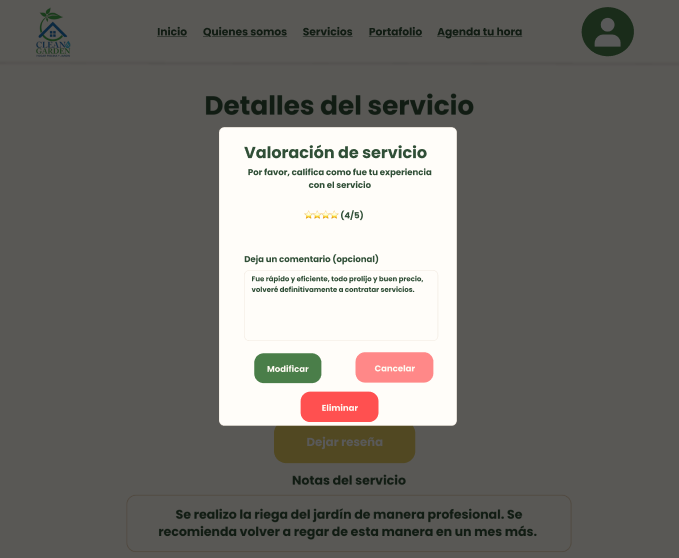 CLEAN&
GARDEN
Inicio Quienes somos Servicios Portafolio Agenda tu hora
Detalles del servicio
Valoración de servicio
Por favor, califica como fue tu experiencia
con el servicio
(4/5)
Deja un comentario (opcional)
Fue rápido y eficiente, todo prolijo y buen precio,
volveré definitivamente a contratar servicios.
Modificar Cancelar
Eliminar
Dejar reseña
Notas del servicio
Se realizo la riega del jardín de manera profesional. Se
recomienda volver a regar de esta manera en un mes más.